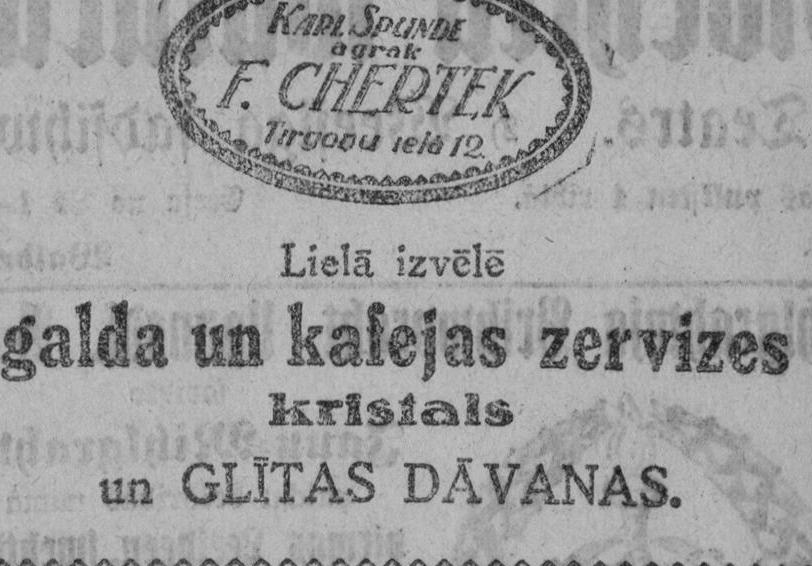 KARL SPUNDE
agrak
F. CHERTEK
Tirgoņu ielā 12.
Lielā izvēlē
galda un kafejas zervizes
kristals
un GLĪTAS DĀVANAS.